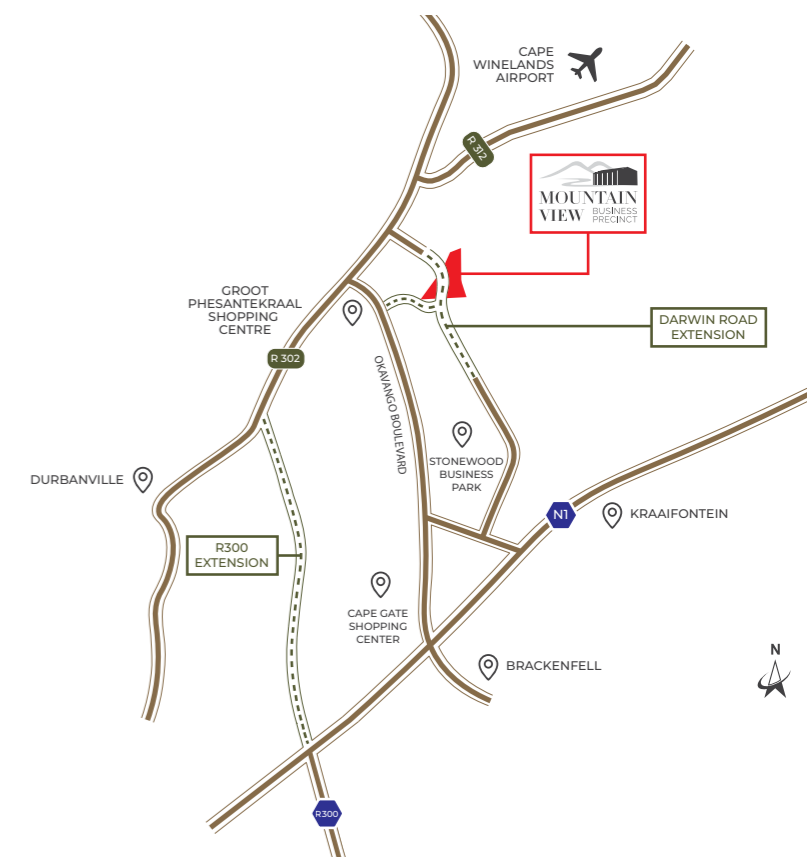 CAPE
WINELANDS
AIRPORT
R 312
MOUNTAIN
VIEW BUSINESS
PRECINCT
GROOT
PHESANTEKRAAL
SHOPPING
CENTRE
DARWIN ROAD
EXTENSION
R 302
OKAVANGO BOULEVARD
STONEWOOD
BUSINESS
PARK
DURBANVILLE
N1
KRAAIFONTEIN
R300
EXTENSION
CAPE GATE
SHOPPING
CENTER
BRACKENFELL
N
R300